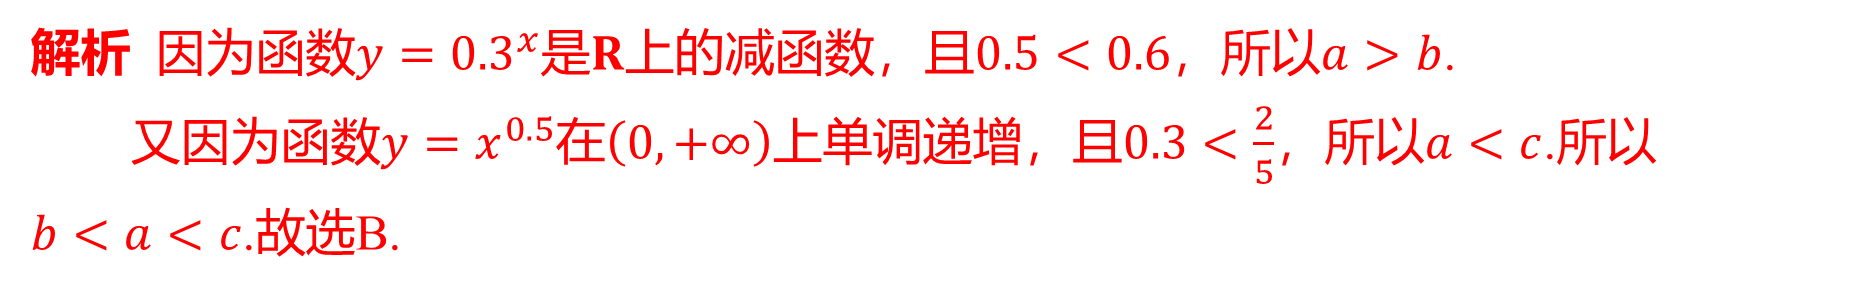 解析 因为函数y = 0.3^x是R上的减函数，且0.5 < 0.6，所以a > b.
又因为函数y = x^0.5在(0, +∞)上单调递增，且0.3 < 2/5，所以a < c.所以
b < a < c.故选B.